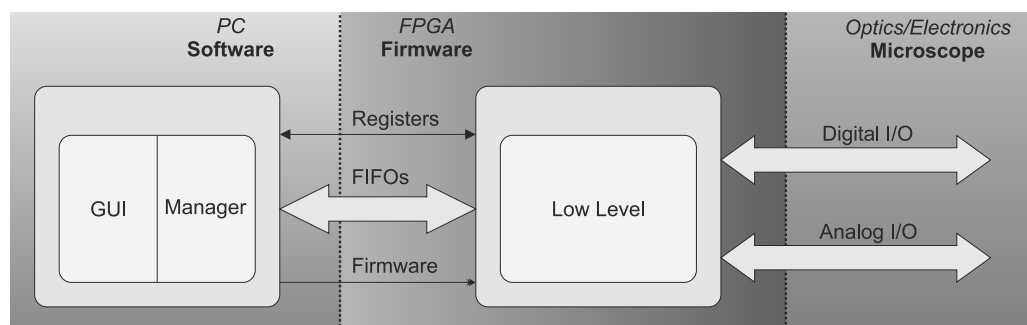 PC
Software
FPGA
Firmware
Optics/Electronics
Microscope
Registers
FIFOs
Firmware
GUI
Manager
Low Level
Digital I/O
Analog I/O